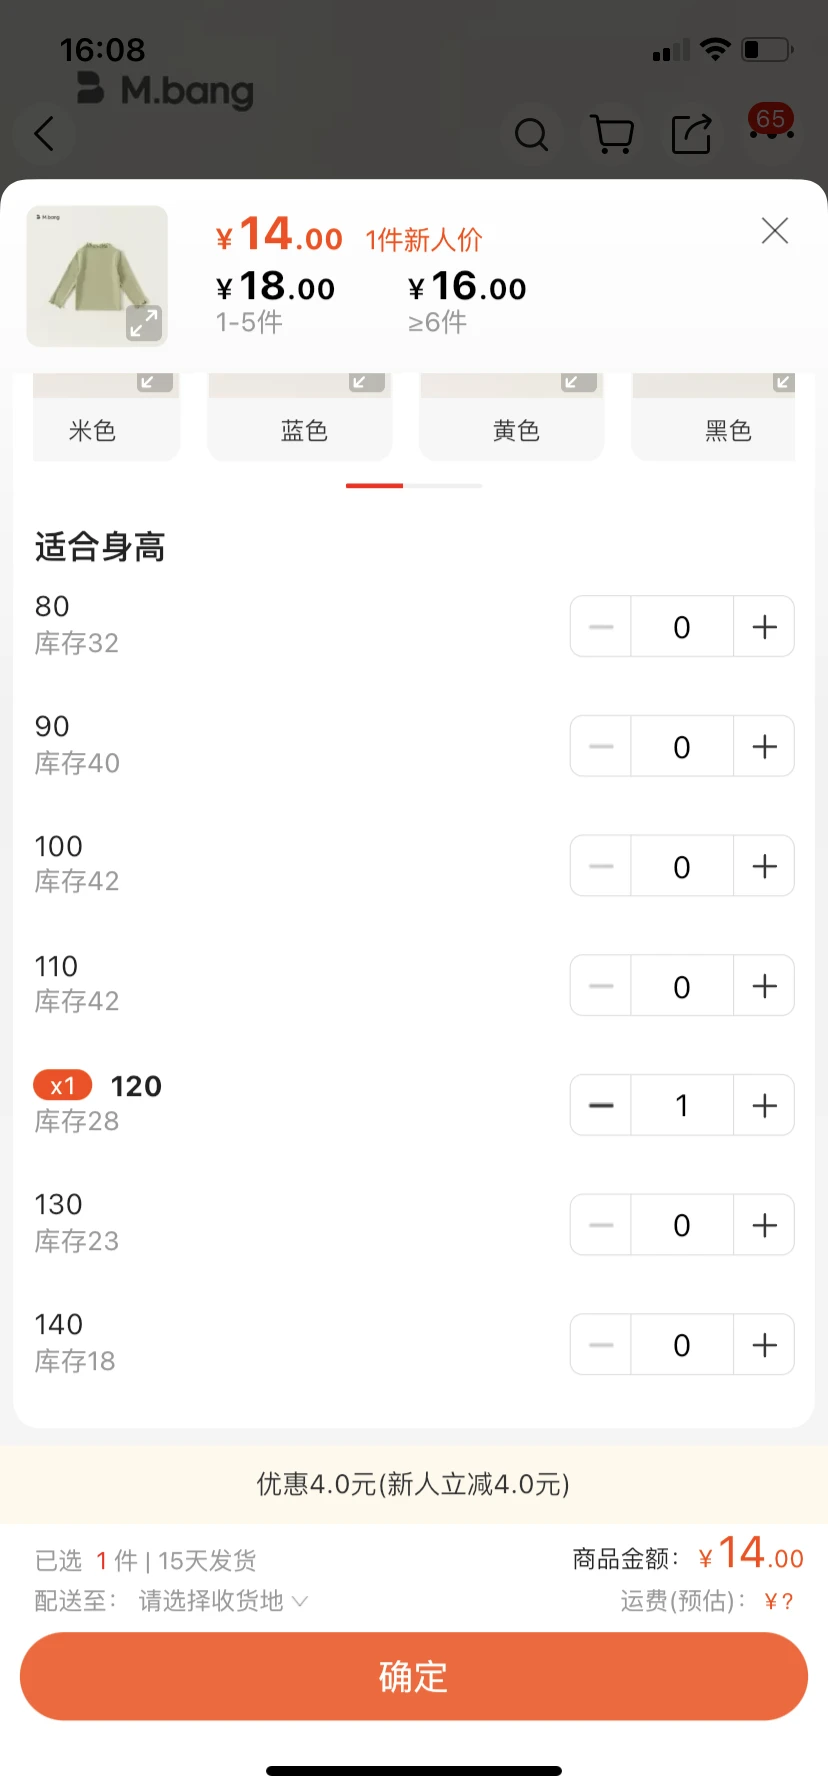 16:08
M.bang
65
M.bang
¥14.00 1件新人价
¥18.00 ¥16.00
1-5件 ≥6件
米色 蓝色 黄色 黑色
适合身高
80
库存32
0
90
库存40
0
100
库存42
0
110
库存42
0
x1 120
库存28
1
130
库存23
0
140
库存18
0
优惠4.0元(新人立减4.0元)
已选 1 件 | 15天发货 商品金额: ¥14.00
配送至: 请选择收货地 运费(预估): ¥?
确定